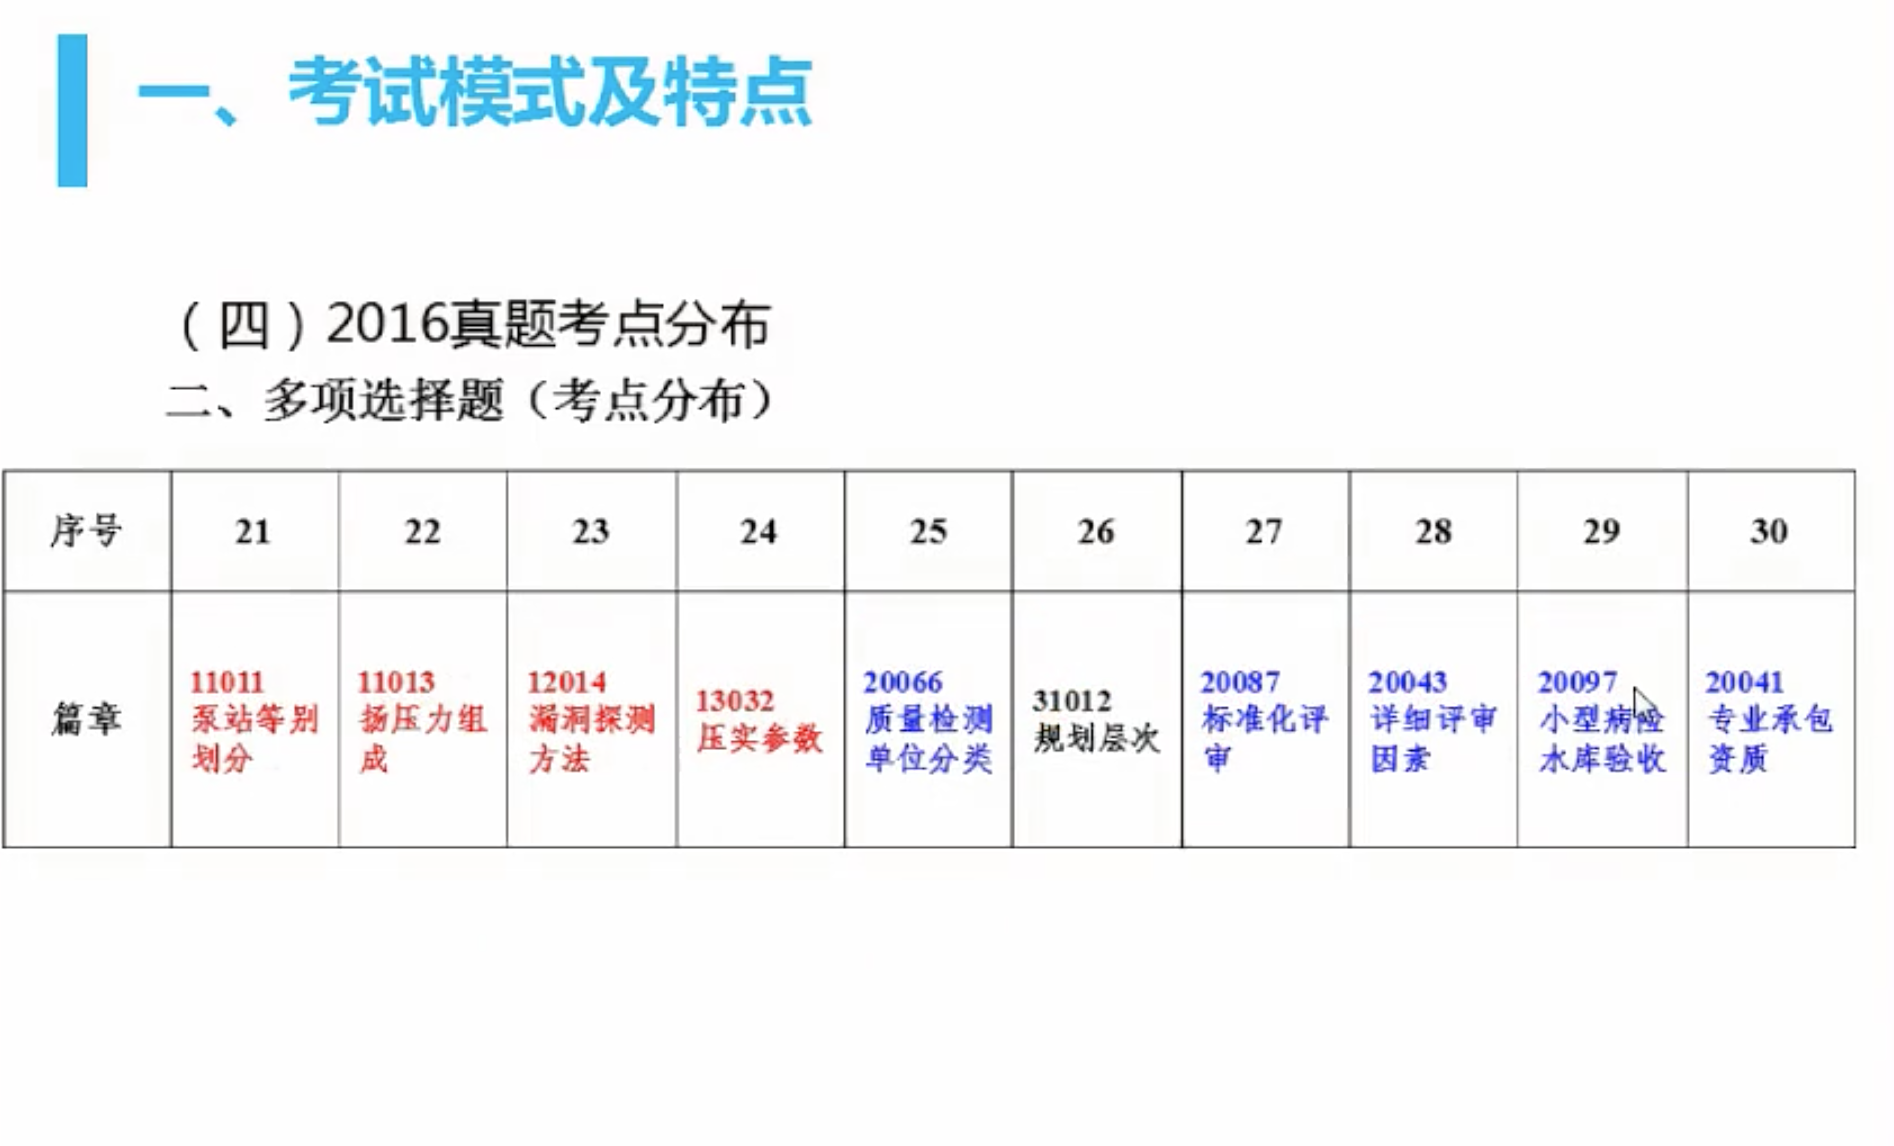 一、考试模式及特点
（四）2016真题考点分布
二、多项选择题（考点分布）
序号 21 22 23 24 25 26 27 28 29 30
篇章
11011
泵站等别
划分
11013
扬压力组
成
12014
漏洞探测
方法
13032
压实参数
20066
质量检测
单位分类
31012
规划层次
20087
标准化评
审
20043
详细评审
因素
20097
小型病险
水库验收
20041
专业承包
资质